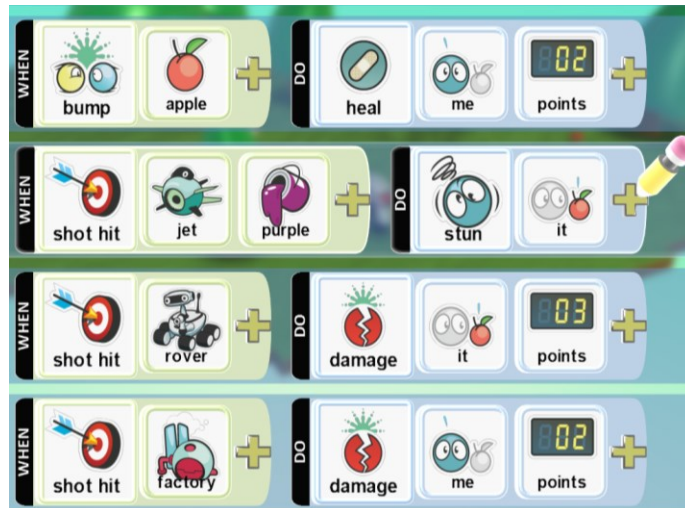 WHEN bump apple DO heal me 02 points
WHEN shot hit jet purple DO stun it
WHEN shot hit rover DO damage it 03 points
WHEN shot hit factory DO damage me 02 points